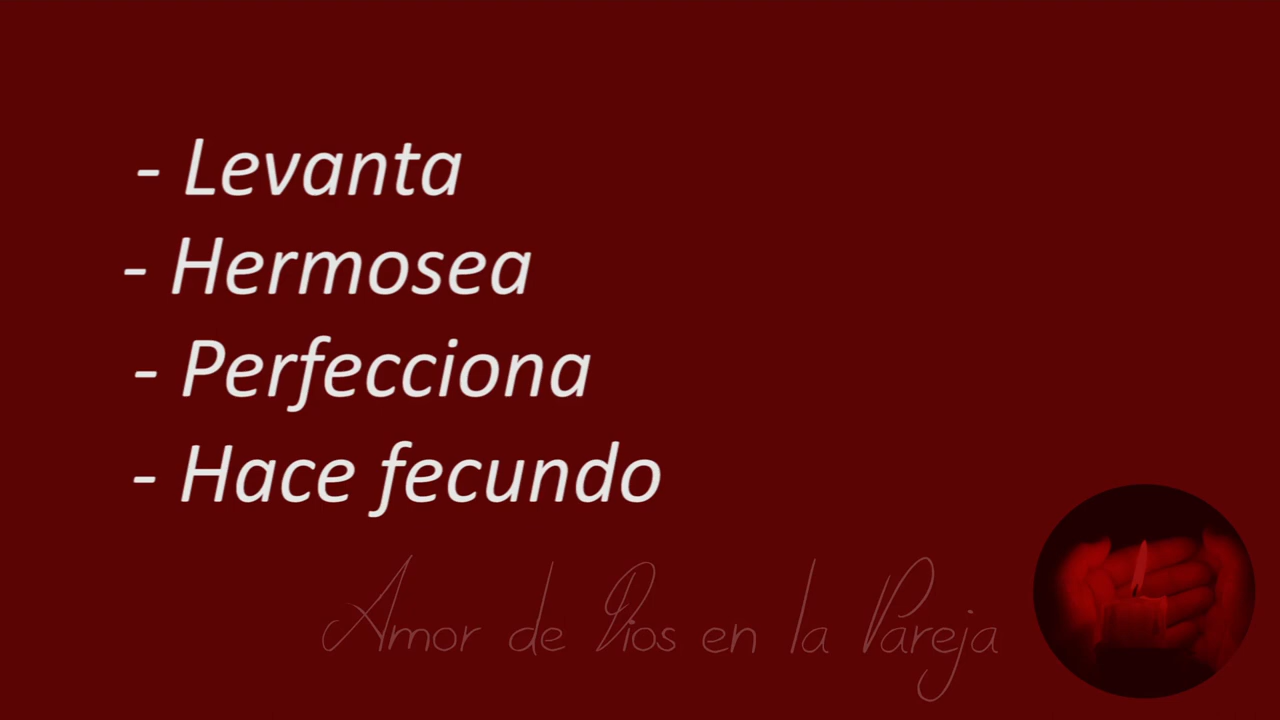 - Levanta
- Hermosea
- Perfecciona
- Hace fecundo
Amor de Dios en la Pareja